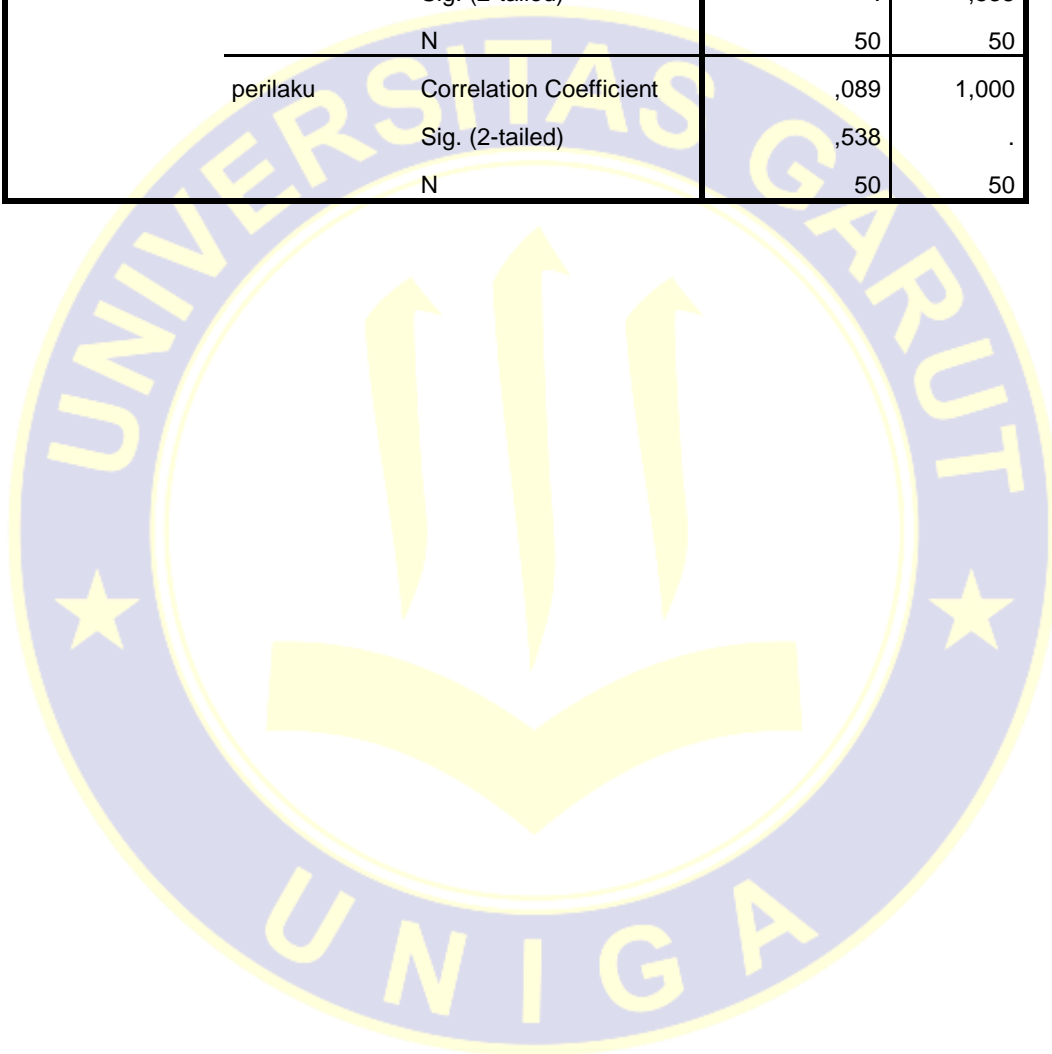 N 50 50
perilaku Correlation Coefficient ,089 1,000
Sig. (2-tailed) ,538 .
N 50 50
UNIVERSITAS GARUT
UNIGA